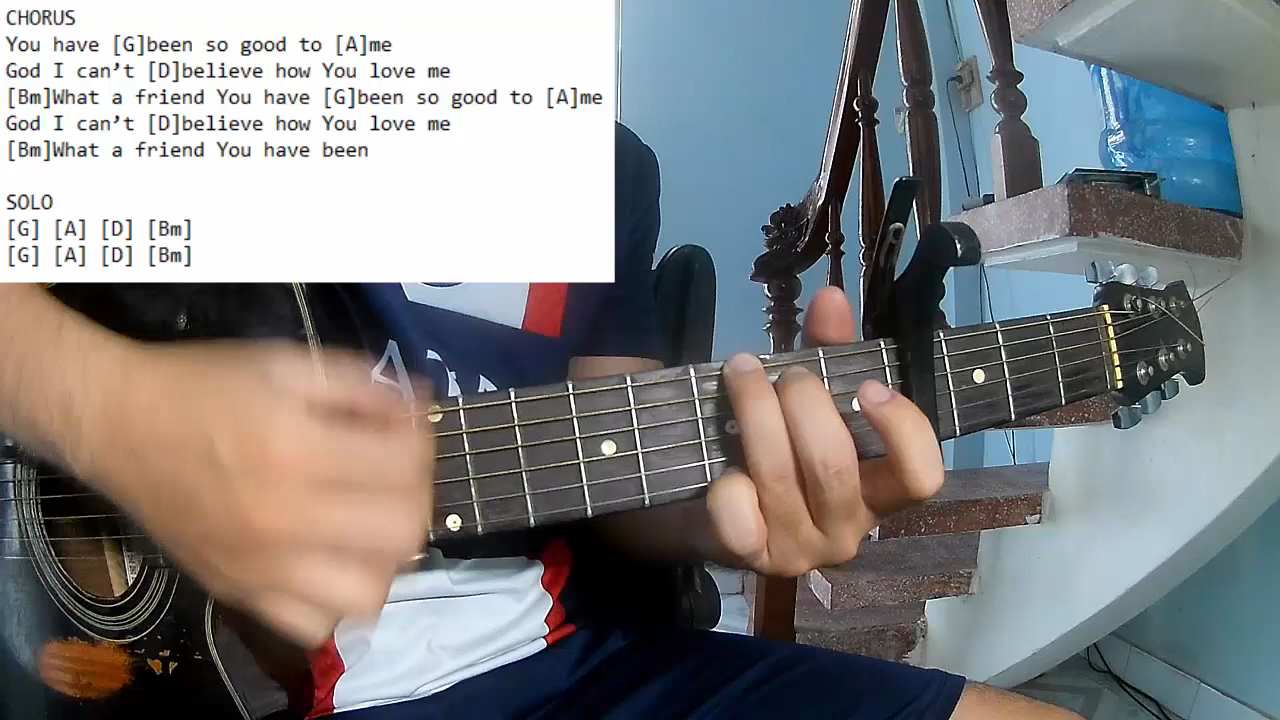 CHORUS
You have [G]been so good to [A]me
God I can’t [D]believe how You love me
[Bm]What a friend You have [G]been so good to [A]me
God I can’t [D]believe how You love me
[Bm]What a friend You have been
SOLO
[G] [A] [D] [Bm]
[G] [A] [D] [Bm]